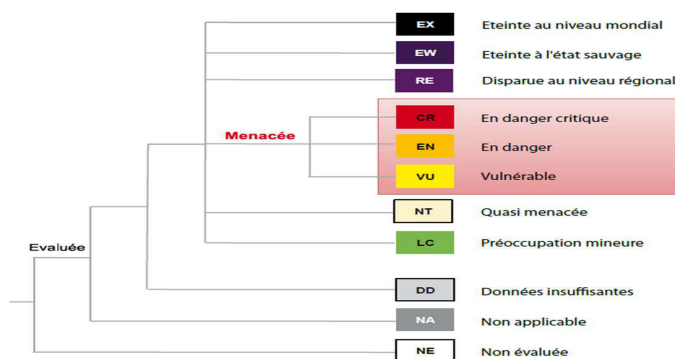 EX Eteinte au niveau mondial
EW Eteinte à l'état sauvage
RE Disparue au niveau régional
CR En danger critique
Menacée EN En danger
VU Vulnérable
NT Quasi menacée
LC Préoccupation mineure
Evaluée
DD Données insuffisantes
NA Non applicable
NE Non évaluée